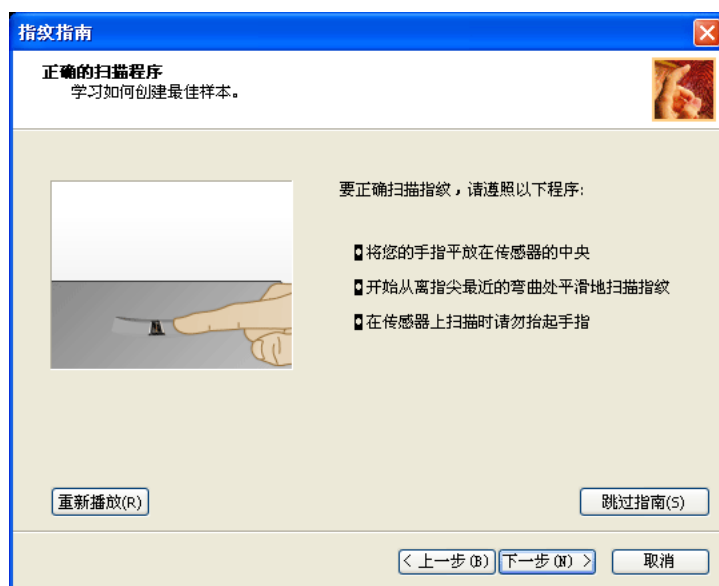 指纹指南
正确的扫描程序
学习如何创建最佳样本。
要正确扫描指纹，请遵照以下程序:
将您的手指平放在传感器的中央
开始从离指尖最近的弯曲处平滑地扫描指纹
在传感器上扫描时请勿抬起手指
重新播放(R)
跳过指南(S)
< 上一步(B)
下一步(N) >
取消